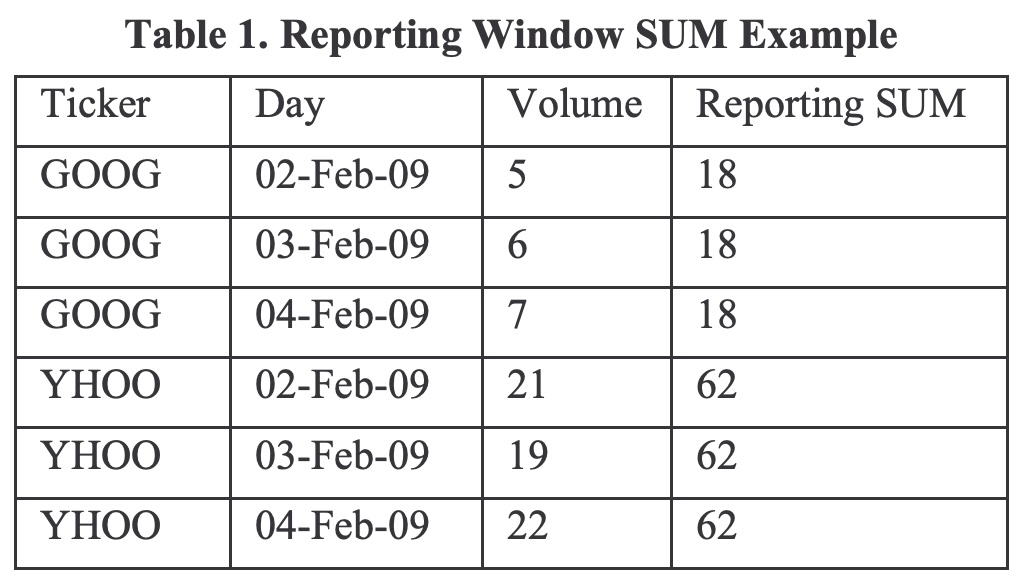 Table 1. Reporting Window SUM Example
Ticker Day Volume Reporting SUM
GOOG 02-Feb-09 5 18
GOOG 03-Feb-09 6 18
GOOG 04-Feb-09 7 18
YHOO 02-Feb-09 21 62
YHOO 03-Feb-09 19 62
YHOO 04-Feb-09 22 62